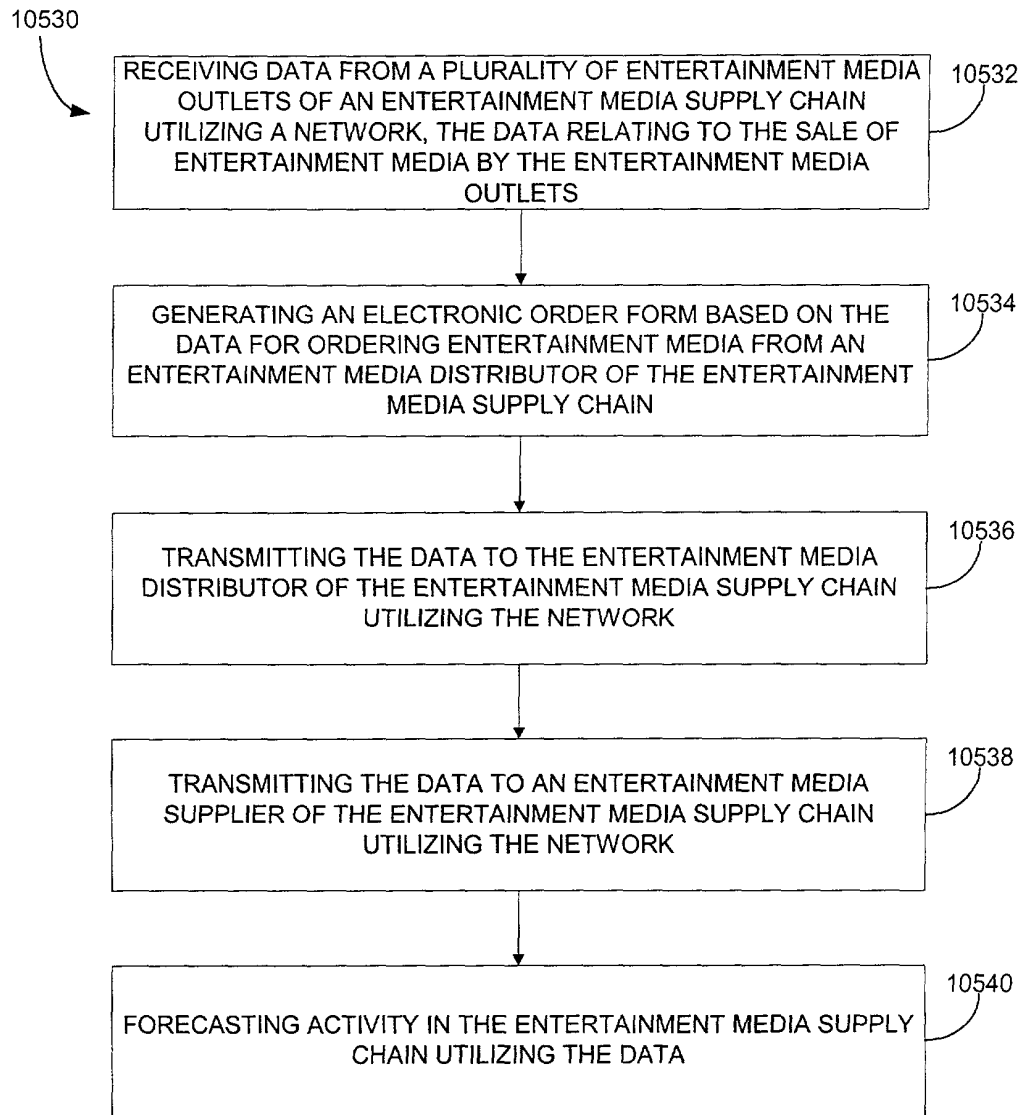 10530
RECEIVING DATA FROM A PLURALITY OF ENTERTAINMENT MEDIA
OUTLETS OF AN ENTERTAINMENT MEDIA SUPPLY CHAIN
UTILIZING A NETWORK, THE DATA RELATING TO THE SALE OF
ENTERTAINMENT MEDIA BY THE ENTERTAINMENT MEDIA
OUTLETS
10532
GENERATING AN ELECTRONIC ORDER FORM BASED ON THE
DATA FOR ORDERING ENTERTAINMENT MEDIA FROM AN
ENTERTAINMENT MEDIA DISTRIBUTOR OF THE ENTERTAINMENT
MEDIA SUPPLY CHAIN
10534
TRANSMITTING THE DATA TO THE ENTERTAINMENT MEDIA
DISTRIBUTOR OF THE ENTERTAINMENT MEDIA SUPPLY CHAIN
UTILIZING THE NETWORK
10536
TRANSMITTING THE DATA TO AN ENTERTAINMENT MEDIA
SUPPLIER OF THE ENTERTAINMENT MEDIA SUPPLY CHAIN
UTILIZING THE NETWORK
10538
FORECASTING ACTIVITY IN THE ENTERTAINMENT MEDIA SUPPLY
CHAIN UTILIZING THE DATA
10540